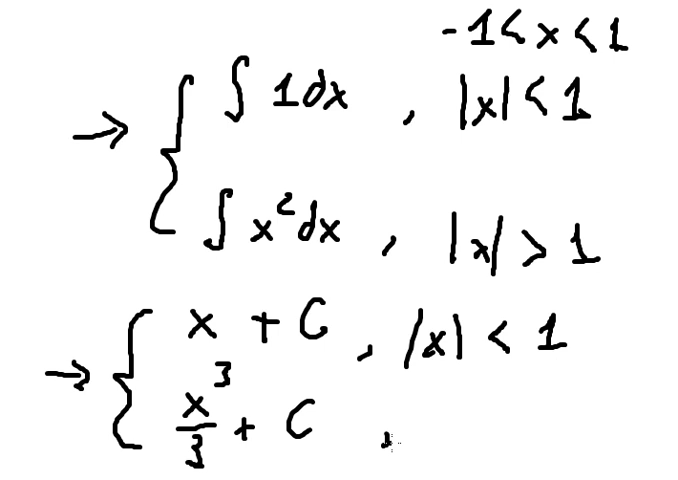 -1 < x < 1
→ { ∫ 1dx , |x| < 1
∫ x²dx , |x| > 1
→ { x + C , |x| < 1
x³/3 + C ,